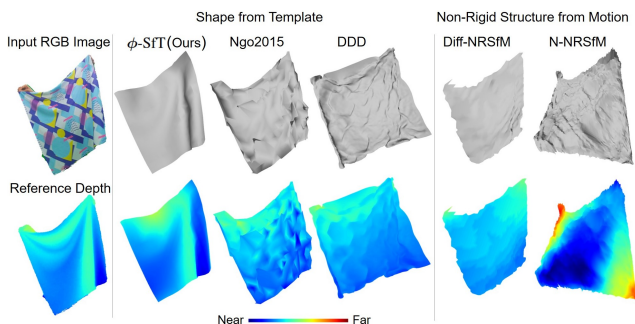 Shape from Template
Non-Rigid Structure from Motion
Input RGB Image
ϕ-SfT(Ours)
Ngo2015
DDD
Diff-NRSfM
N-NRSfM
Reference Depth
Near
Far